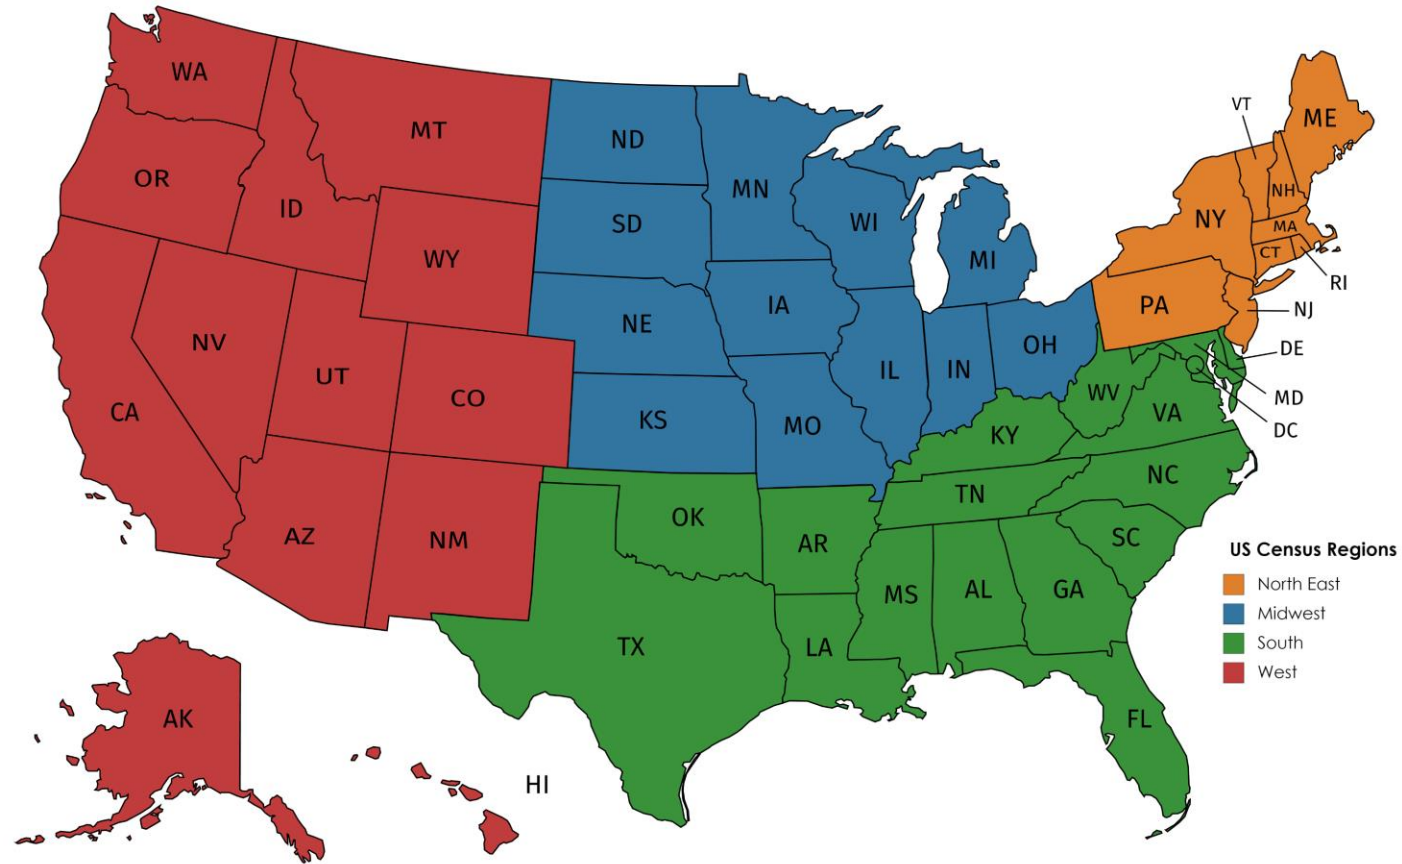 WA
MT
ND
MN
ME
VT
OR
ID
SD
WI
MI
NH
NY
MA
CT
RI
WY
IA
PA
NJ
NE
NV
UT
CO
IL
IN
OH
DE
MD
DC
CA
KS
MO
WV
VA
KY
NC
TN
AZ
NM
OK
AR
SC
MS
AL
GA
TX
LA
FL
AK
HI
US Census Regions
North East
Midwest
South
West